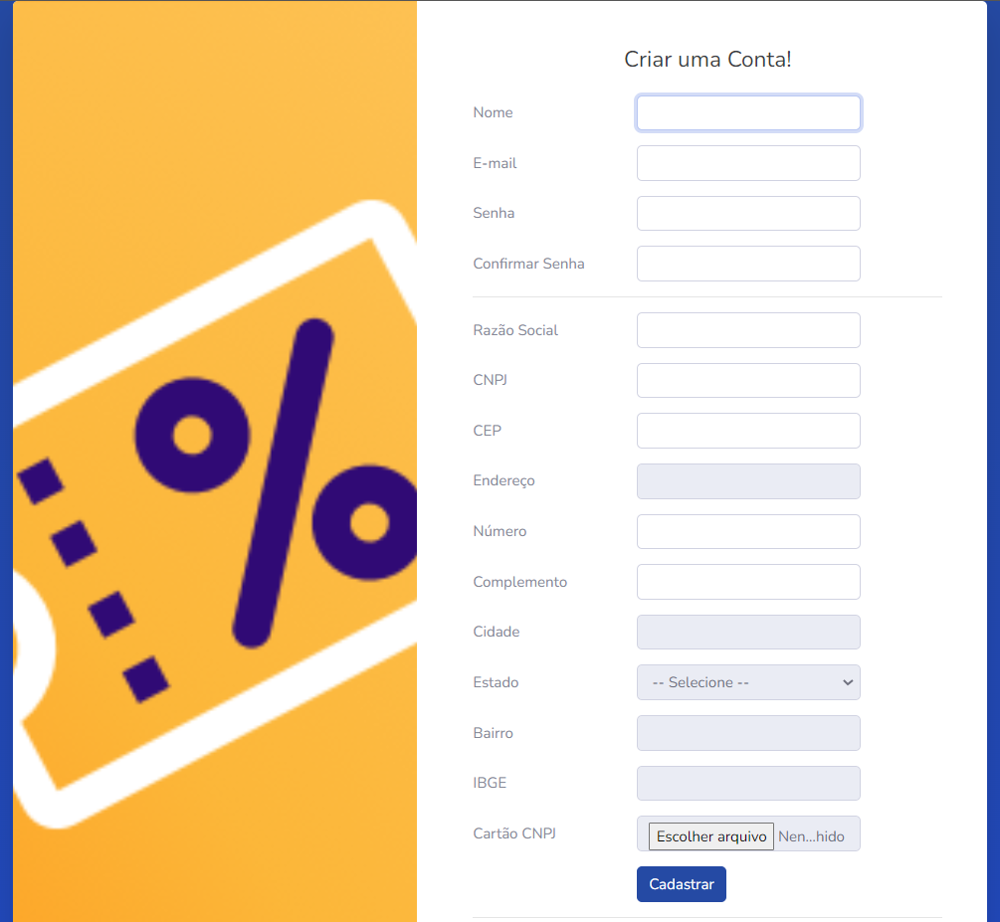 Criar uma Conta!
Nome
E-mail
Senha
Confirmar Senha
Razão Social
CNPJ
CEP
Endereço
Número
Complemento
Cidade
Estado -- Selecione --
Bairro
IBGE
Cartão CNPJ Escolher arquivo Nen...hido
Cadastrar
%